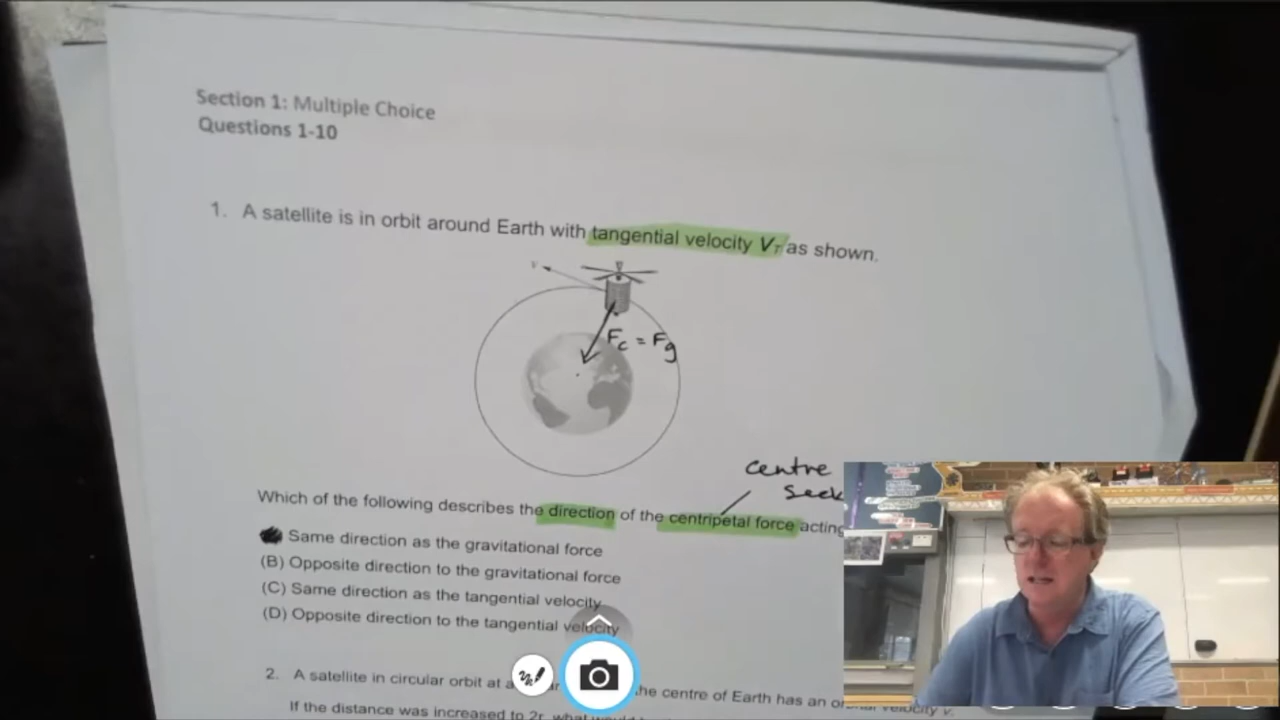 Section 1: Multiple Choice
Questions 1-10
1. A satellite is in orbit around Earth with tangential velocity VT as shown.
V
Fc = Fg
centre
seek
Which of the following describes the direction of the centripetal force acting
Same direction as the gravitational force
(B) Opposite direction to the gravitational force
(C) Same direction as the tangential velocity
(D) Opposite direction to the tangential velocity
2. A satellite in circular orbit at a the centre of Earth has an velocity v.
If the distance was increased to 2r, what